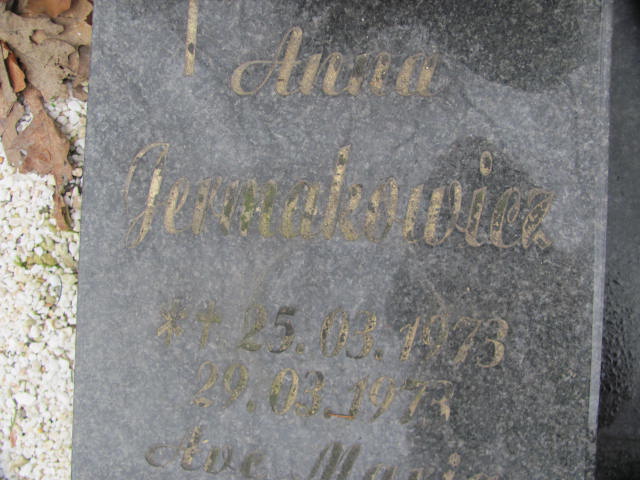 Anna
Jermakowicz
* † 25.03.1973
29.03.1973
Ave Maria